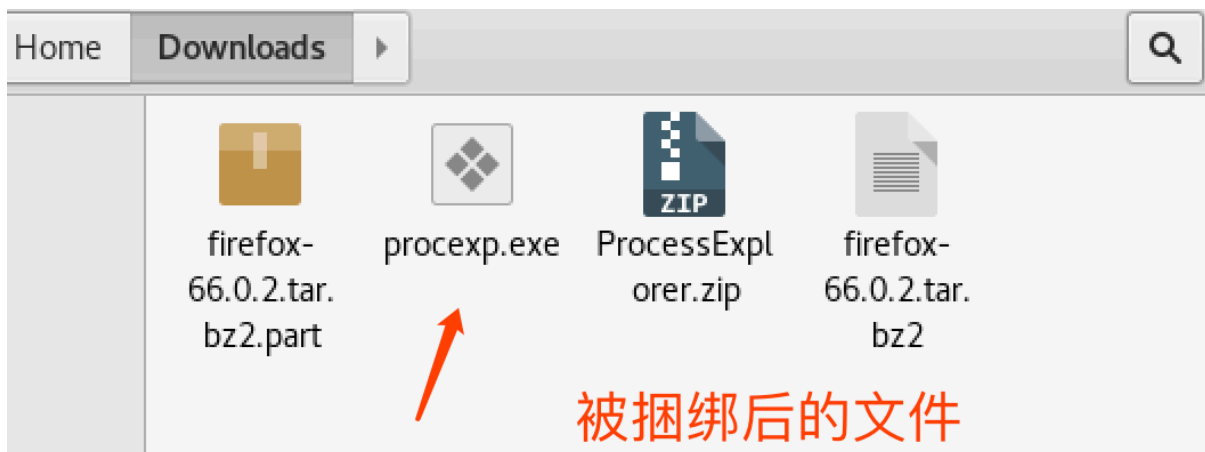 Home Downloads
firefox-
66.0.2.tar.
bz2.part
procexp.exe
ZIP
ProcessExpl
orer.zip
firefox-
66.0.2.tar.
bz2
被捆绑后的文件